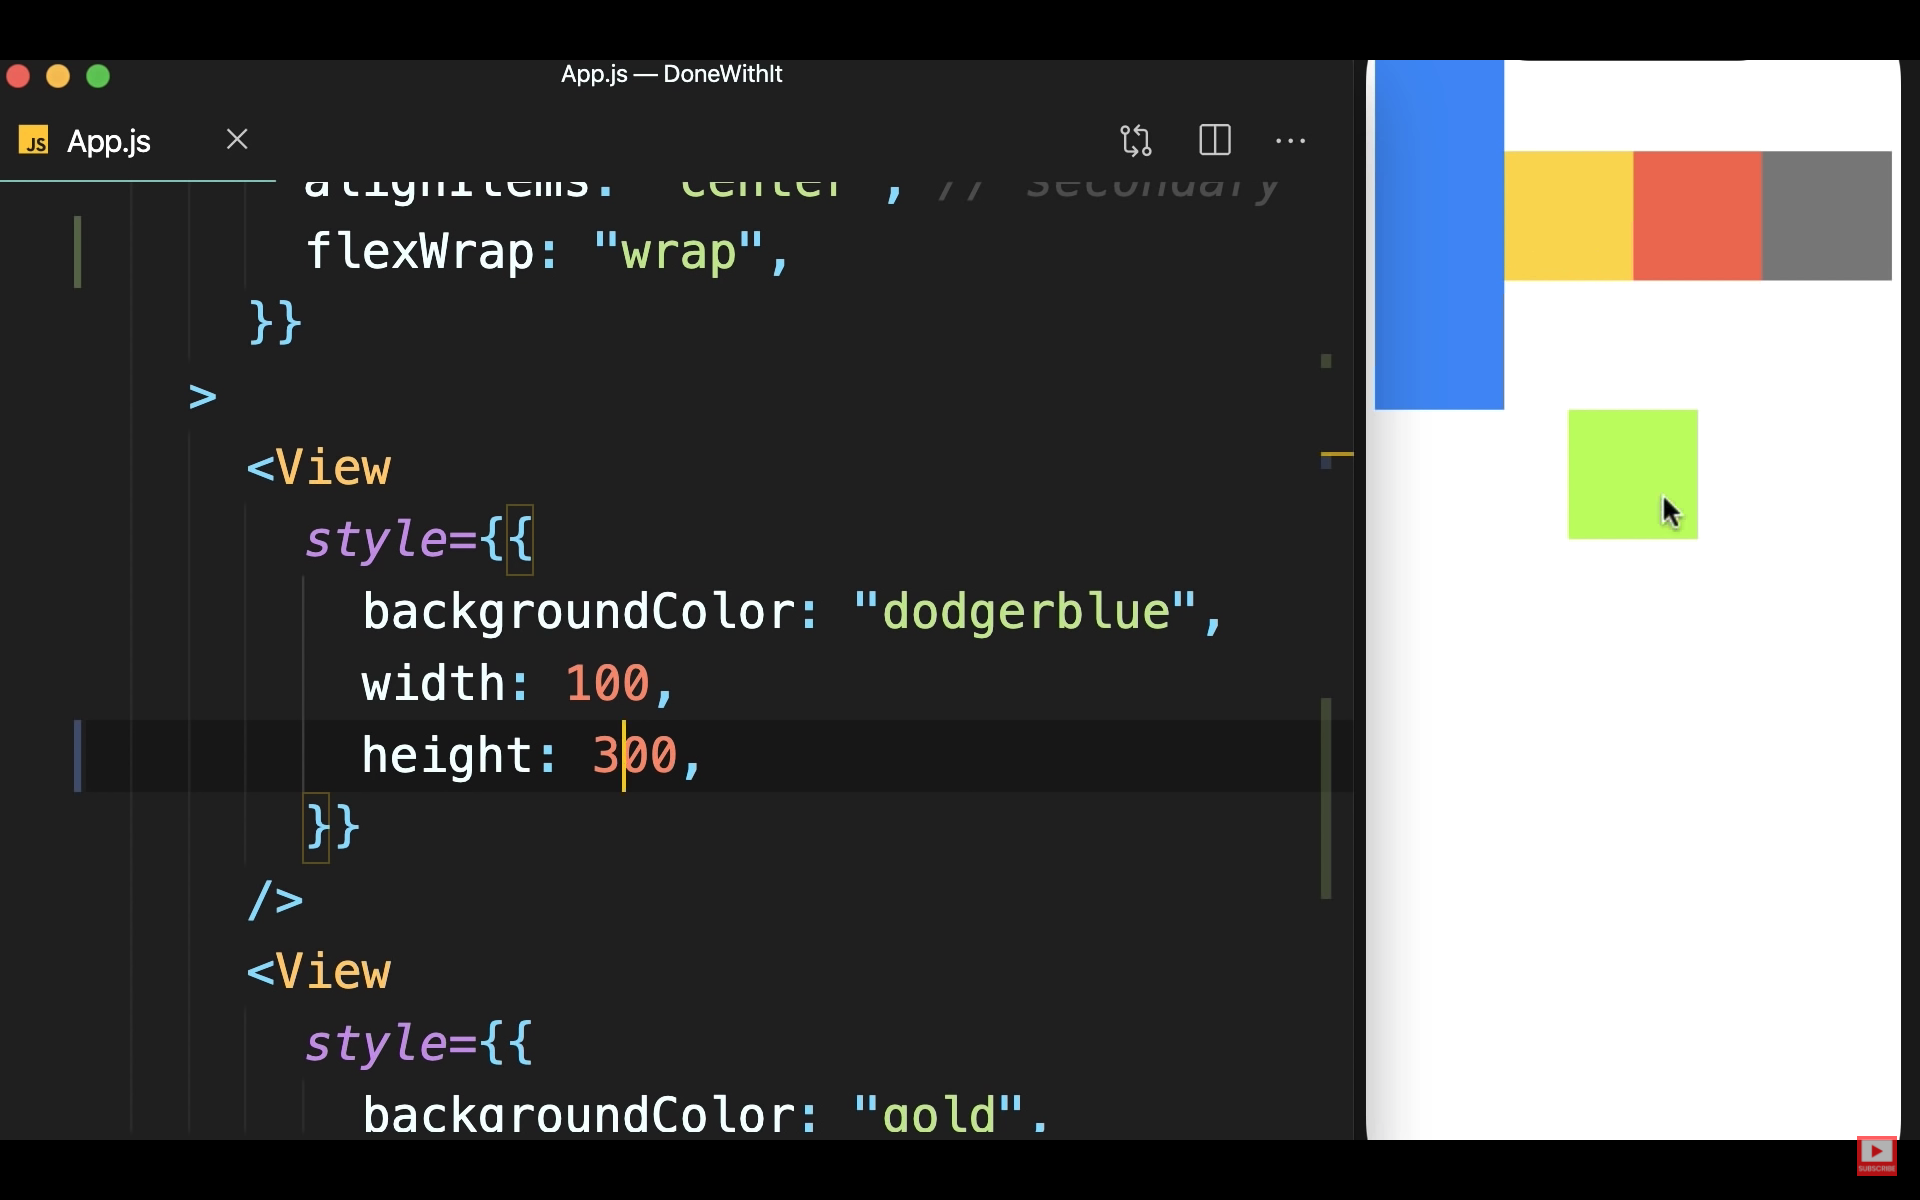 App.js — DoneWithIt
JS App.js
alignItems: "center", // secondary
flexWrap: "wrap",
}}
>
<View
style={{
backgroundColor: "dodgerblue",
width: 100,
height: 300,
}}
/>
<View
style={{
backgroundColor: "gold",
SUBSCRIBE